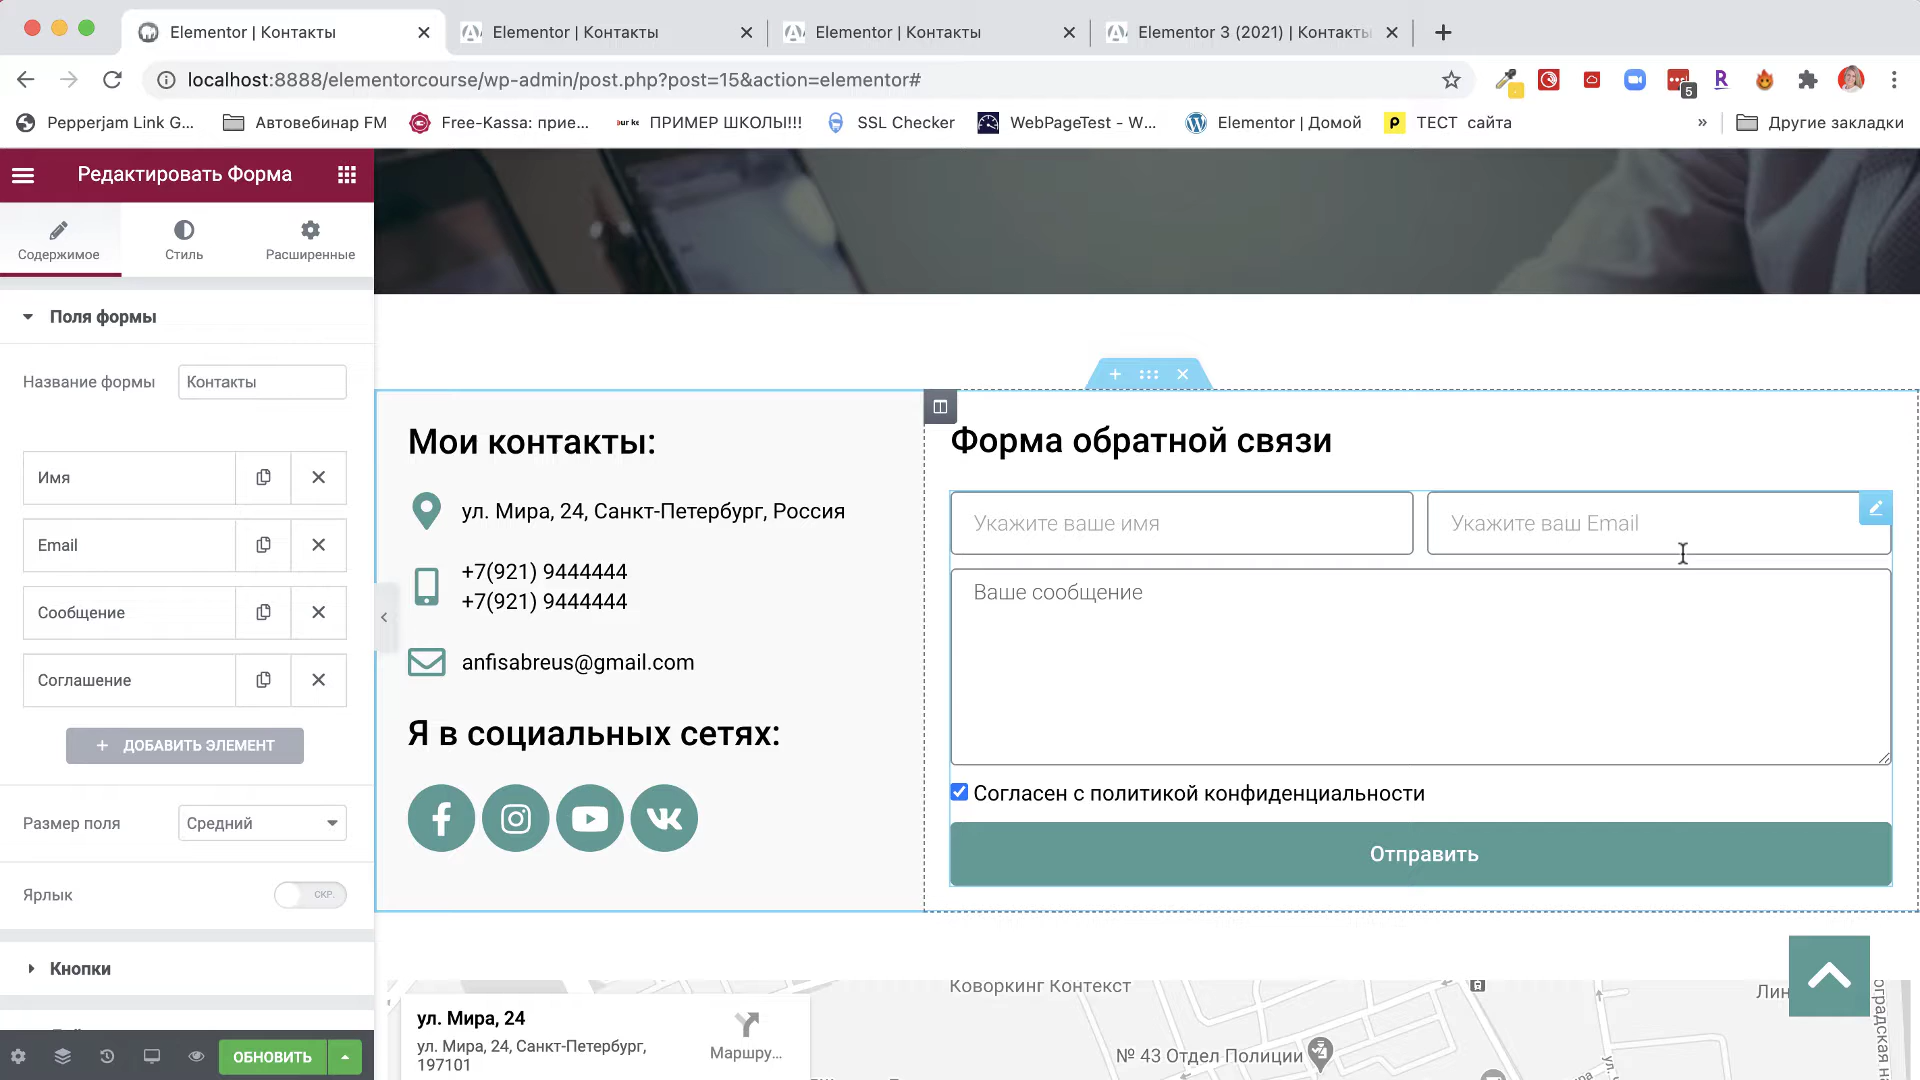 Elementor | Контакты
Elementor | Контакты
Elementor | Контакты
Elementor 3 (2021) | Контакты
localhost:8888/elementorcourse/wp-admin/post.php?post=15&action=elementor#
5
R
Pepperjam Link G...
Автовебинар FM
Free-Kassa: прие...
ПРИМЕР ШКОЛЫ!!!
SSL Checker
WebPageTest - W...
Elementor | Домой
ТЕСТ сайта
»
Другие закладки
Редактировать Форма
Содержимое
Стиль
Расширенные
Поля формы
Название формы
Контакты
Имя
Email
Сообщение
Соглашение
+ ДОБАВИТЬ ЭЛЕМЕНТ
Размер поля
Средний
Ярлык
СКР.
Кнопки
ОБНОВИТЬ
Мои контакты:
ул. Мира, 24, Санкт-Петербург, Россия
+7(921) 9444444
+7(921) 9444444
anfisabreus@gmail.com
Я в социальных сетях:
Форма обратной связи
Укажите ваше имя
Укажите ваш Email
Ваше сообщение
Согласен с политикой конфиденциальности
Отправить
ул. Мира, 24
ул. Мира, 24, Санкт-Петербург,
197101
Маршру...
Коворкинг Контекст
№ 43 Отдел Полиции
Лин